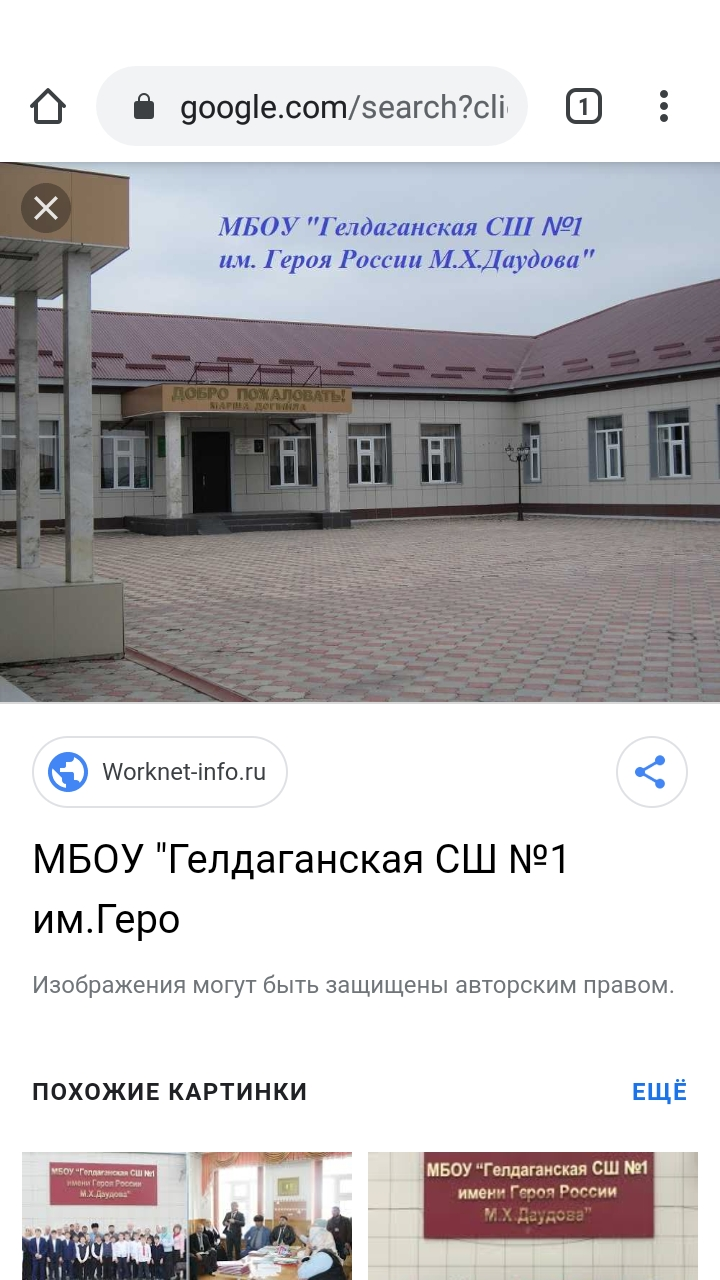 google.com/search?cli
1
МБОУ "Гелдаганская СШ №1
им. Героя России М.Х.Даудова"
ДОБРО ПОЖАЛОВАТЬ!
МАРША ДОГІИЙЛА
Worknet-info.ru
МБОУ "Гелдаганская СШ №1
им.Геро
Изображения могут быть защищены авторским правом.
ПОХОЖИЕ КАРТИНКИ
ЕЩЁ
МБОУ "Гелдаганская СШ №1
имени Героя России
М.Х.Даудова"
МБОУ "Гелдаганская СШ №1
имени Героя России
М.Х.Даудова"